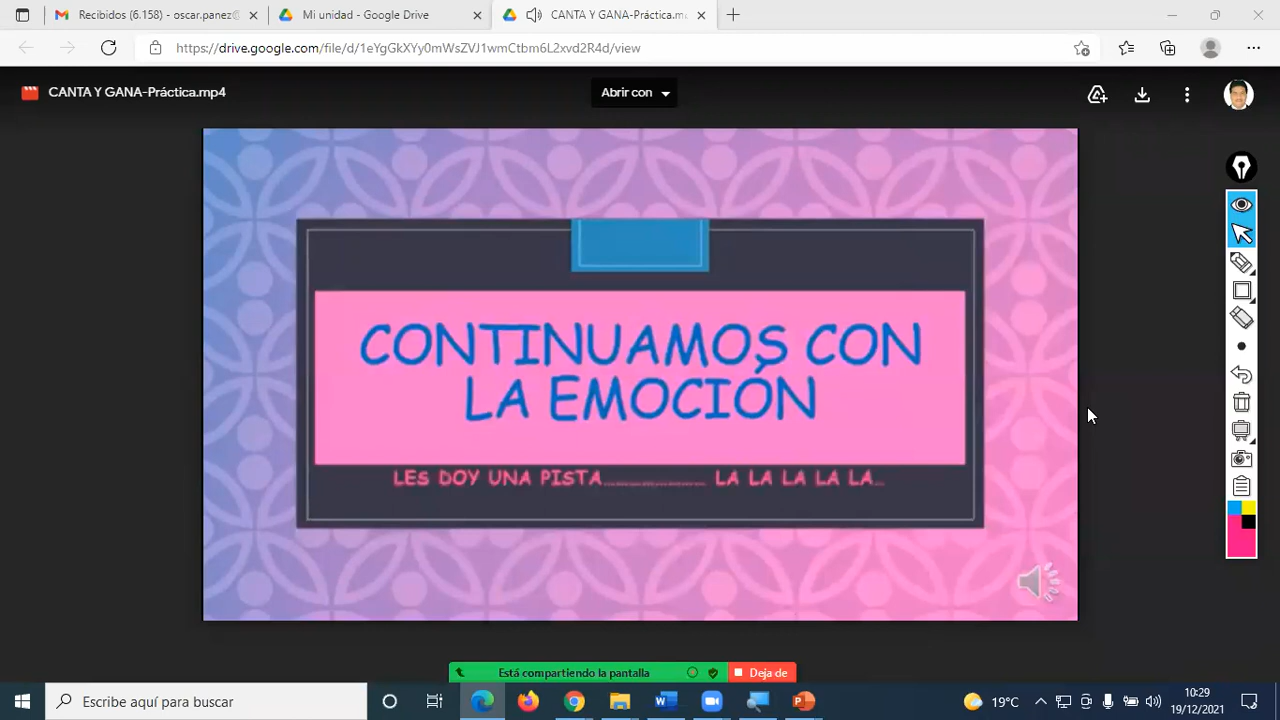 Recibidos (6.158) - oscar.panez@
Mi unidad - Google Drive
CANTA Y GANA-Práctica.m
https://drive.google.com/file/d/1eYgGkXYy0mWsZVJ1wmCtbm6L2xvd2R4d/view
CANTA Y GANA-Práctica.mp4
Abrir con
CONTINUAMOS CON
LA EMOCIÓN
LES DOY UNA PISTA............ LA LA LA LA LA...
Está compartiendo la pantalla
Deja de
Escribe aquí para buscar
19°C
10:29
19/12/2021